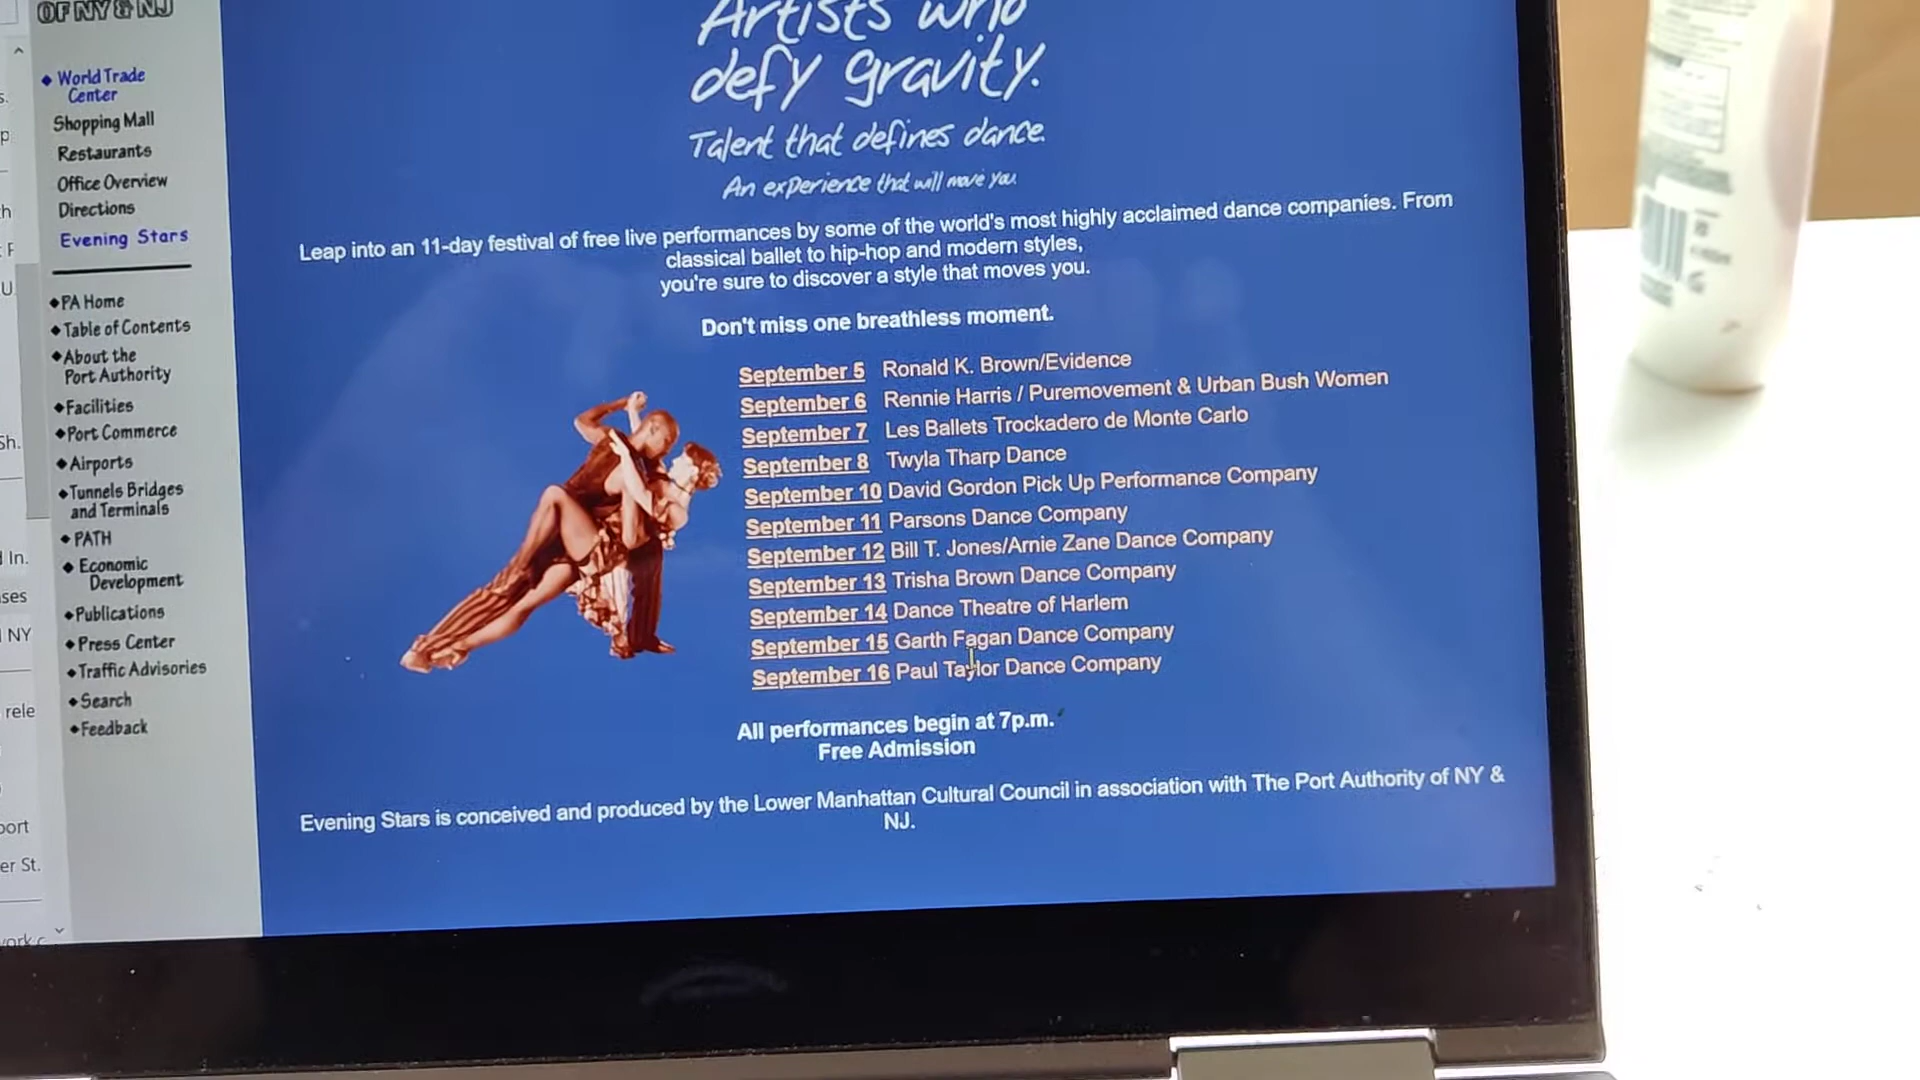 OF NY & NJ
World Trade
Center
Shopping Mall
Restaurants
Office Overview
Directions
Evening Stars
PA Home
Table of Contents
About the
Port Authority
Facilities
Port Commerce
Airports
Tunnels Bridges
and Terminals
PATH
Economic
Development
Publications
Press Center
Traffic Advisories
Search
Feedback
Artists who
defy gravity.
Talent that defines dance.
An experience that will move you.
Leap into an 11-day festival of free live performances by some of the world's most highly acclaimed dance companies. From
classical ballet to hip-hop and modern styles,
you're sure to discover a style that moves you.
Don't miss one breathless moment.
September 5 Ronald K. Brown/Evidence
September 6 Rennie Harris / Puremovement & Urban Bush Women
September 7 Les Ballets Trockadero de Monte Carlo
September 8 Twyla Tharp Dance
September 10 David Gordon Pick Up Performance Company
September 11 Parsons Dance Company
September 12 Bill T. Jones/Arnie Zane Dance Company
September 13 Trisha Brown Dance Company
September 14 Dance Theatre of Harlem
September 15 Garth Fagan Dance Company
September 16 Paul Taylor Dance Company
All performances begin at 7p.m.
Free Admission
Evening Stars is conceived and produced by the Lower Manhattan Cultural Council in association with The Port Authority of NY &
NJ.